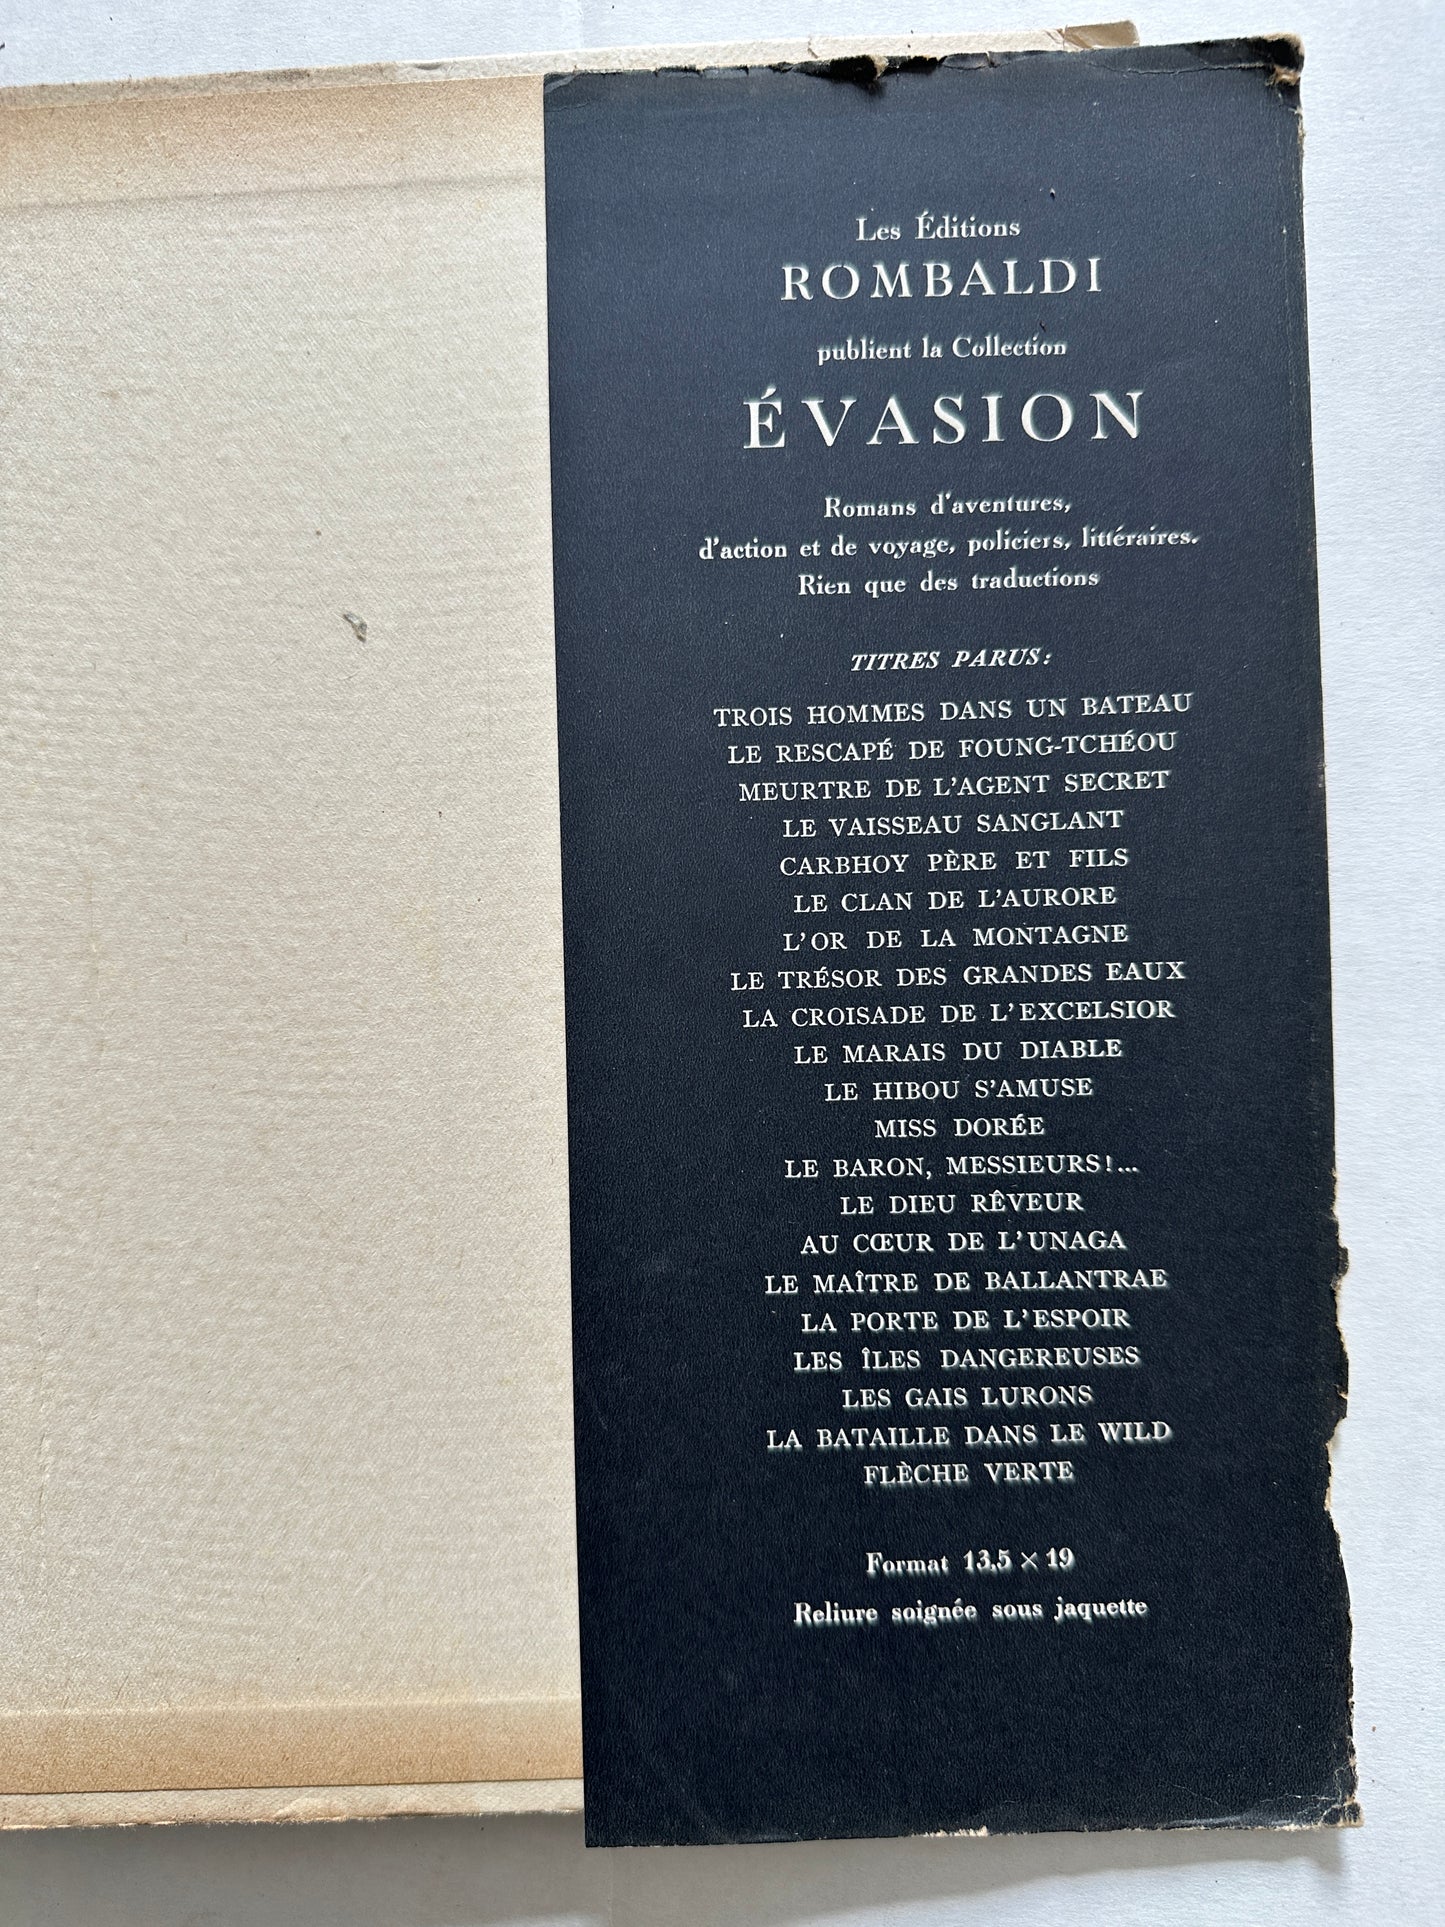 Les Éditions
ROMBALDI
publient la Collection
ÉVASION
Romans d'aventures,
d'action et de voyage, policiers, littéraires.
Rien que des traductions
TITRES PARUS:
TROIS HOMMES DANS UN BATEAU
LE RESCAPÉ DE FOUNG-TCHÉOU
MEURTRE DE L'AGENT SECRET
LE VAISSEAU SANGLANT
CARBHOY PÈRE ET FILS
LE CLAN DE L'AURORE
L'OR DE LA MONTAGNE
LE TRÉSOR DES GRANDES EAUX
LA CROISADE DE L'EXCELSIOR
LE MARAIS DU DIABLE
LE HIBOU S'AMUSE
MISS DORÉE
LE BARON, MESSIEURS!...
LE DIEU RÊVEUR
AU CŒUR DE L'UNAGA
LE MAÎTRE DE BALLANTRAE
LA PORTE DE L'ESPOIR
LES ÎLES DANGEREUSES
LES GAIS LURONS
LA BATAILLE DANS LE WILD
FLÈCHE VERTE
Format 13,5 × 19
Reliure soignée sous jaquette